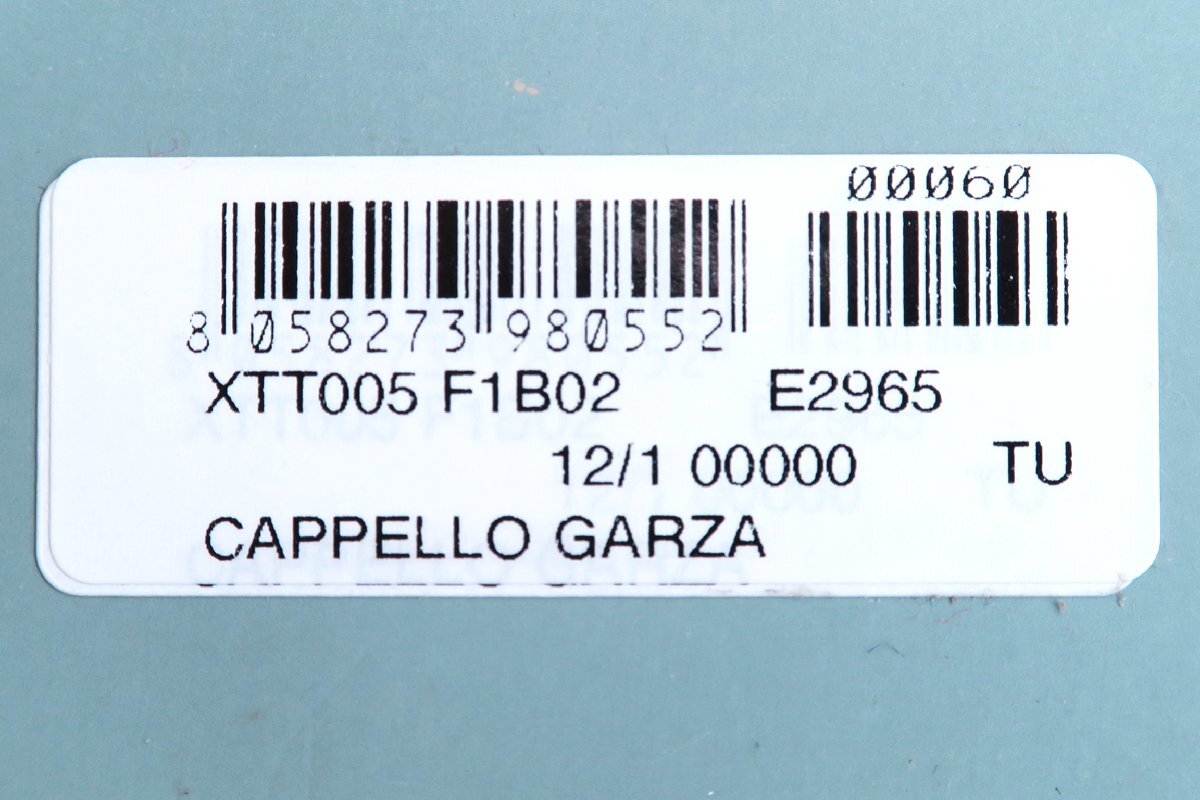 00060
8 058273 980552
XTT005 F1B02 E2965
12/1 00000 TU
CAPPELLO GARZA